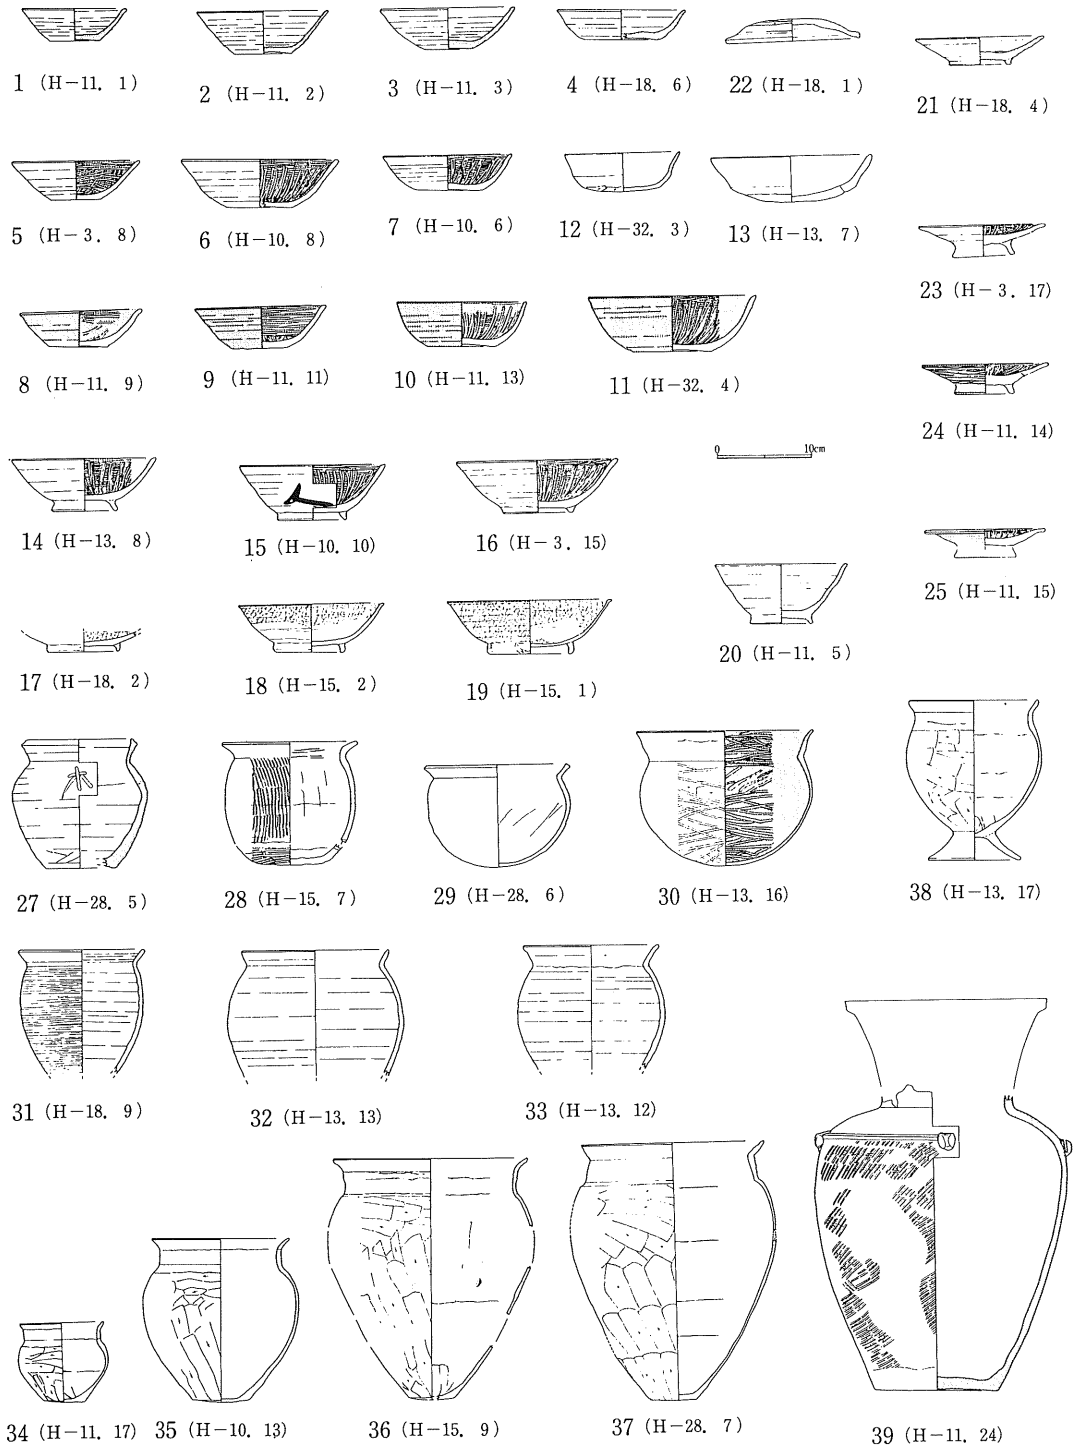 1 (H-11. 1)
2 (H-11. 2)
3 (H-11. 3)
4 (H-18. 6)
22 (H-18. 1)
21 (H-18. 4)
5 (H-3. 8)
6 (H-10. 8)
7 (H-10. 6)
12 (H-32. 3)
13 (H-13. 7)
23 (H-3. 17)
8 (H-11. 9)
9 (H-11. 11)
10 (H-11. 13)
11 (H-32. 4)
24 (H-11. 14)
0 10cm
14 (H-13. 8)
15 (H-10. 10)
16 (H-3. 15)
25 (H-11. 15)
17 (H-18. 2)
18 (H-15. 2)
19 (H-15. 1)
20 (H-11. 5)
27 (H-28. 5)
28 (H-15. 7)
29 (H-28. 6)
30 (H-13. 16)
38 (H-13. 17)
31 (H-18. 9)
32 (H-13. 13)
33 (H-13. 12)
34 (H-11. 17)
35 (H-10. 13)
36 (H-15. 9)
37 (H-28. 7)
39 (H-11. 24)